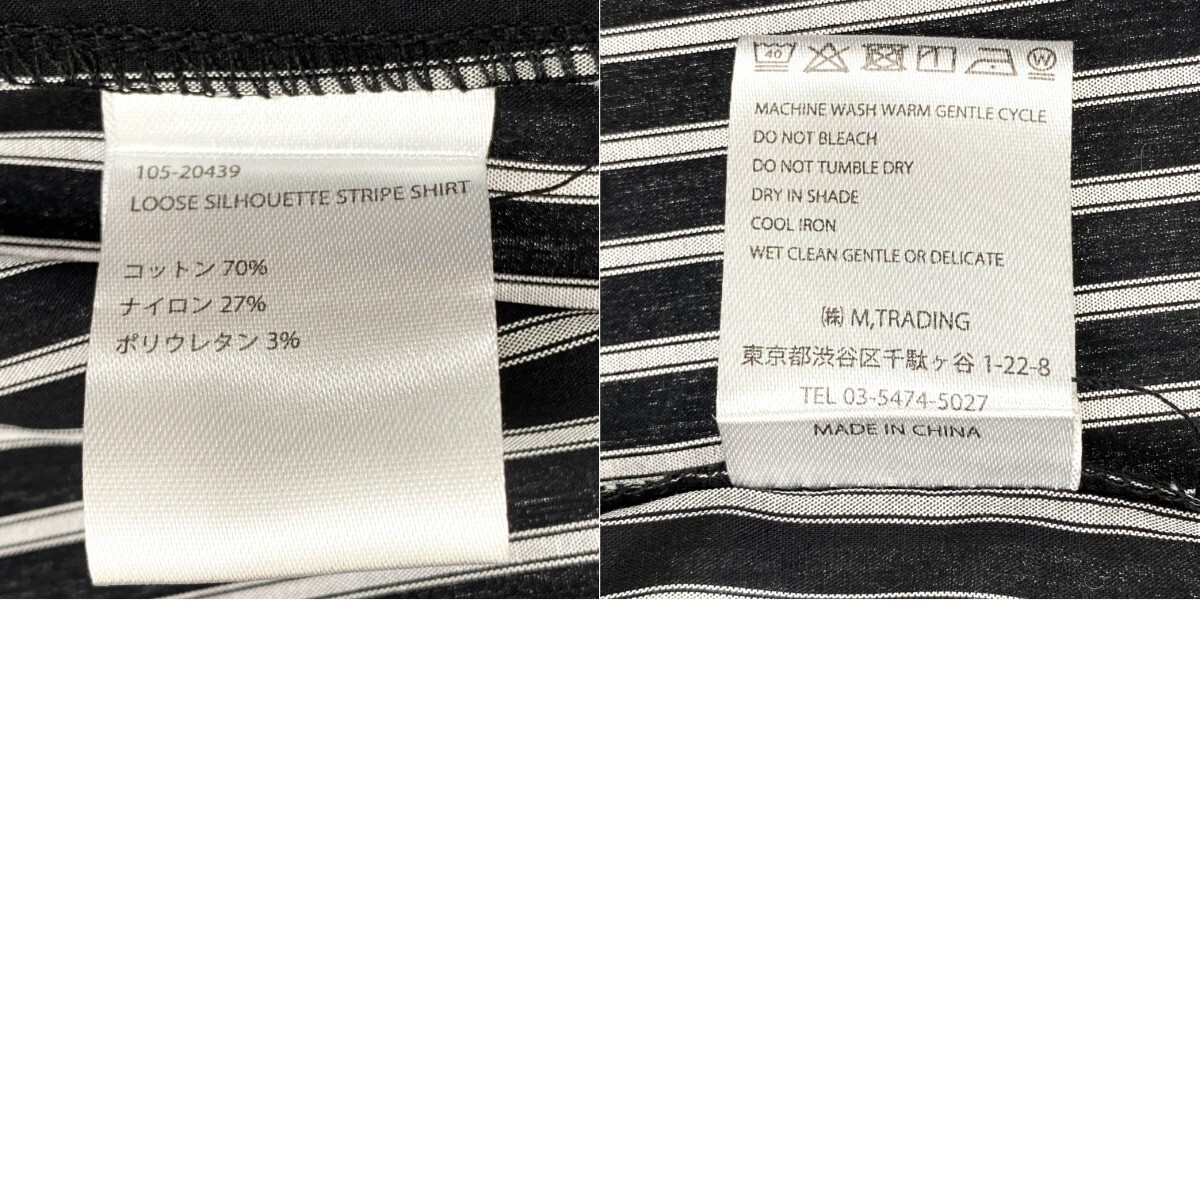 105-20439
LOOSE SILHOUETTE STRIPE SHIRT
コットン 70%
ナイロン 27%
ポリウレタン 3%
40
W
MACHINE WASH WARM GENTLE CYCLE
DO NOT BLEACH
DO NOT TUMBLE DRY
DRY IN SHADE
COOL IRON
WET CLEAN GENTLE OR DELICATE
㈱ M,TRADING
東京都渋谷区千駄ヶ谷 1-22-8
TEL 03-5474-5027
MADE IN CHINA